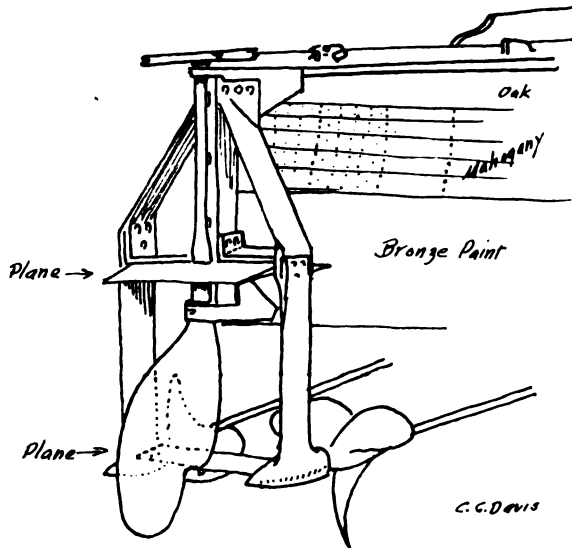 Oak
Mahogany
Bronze Paint
Plane
Plane
C.G.Davis